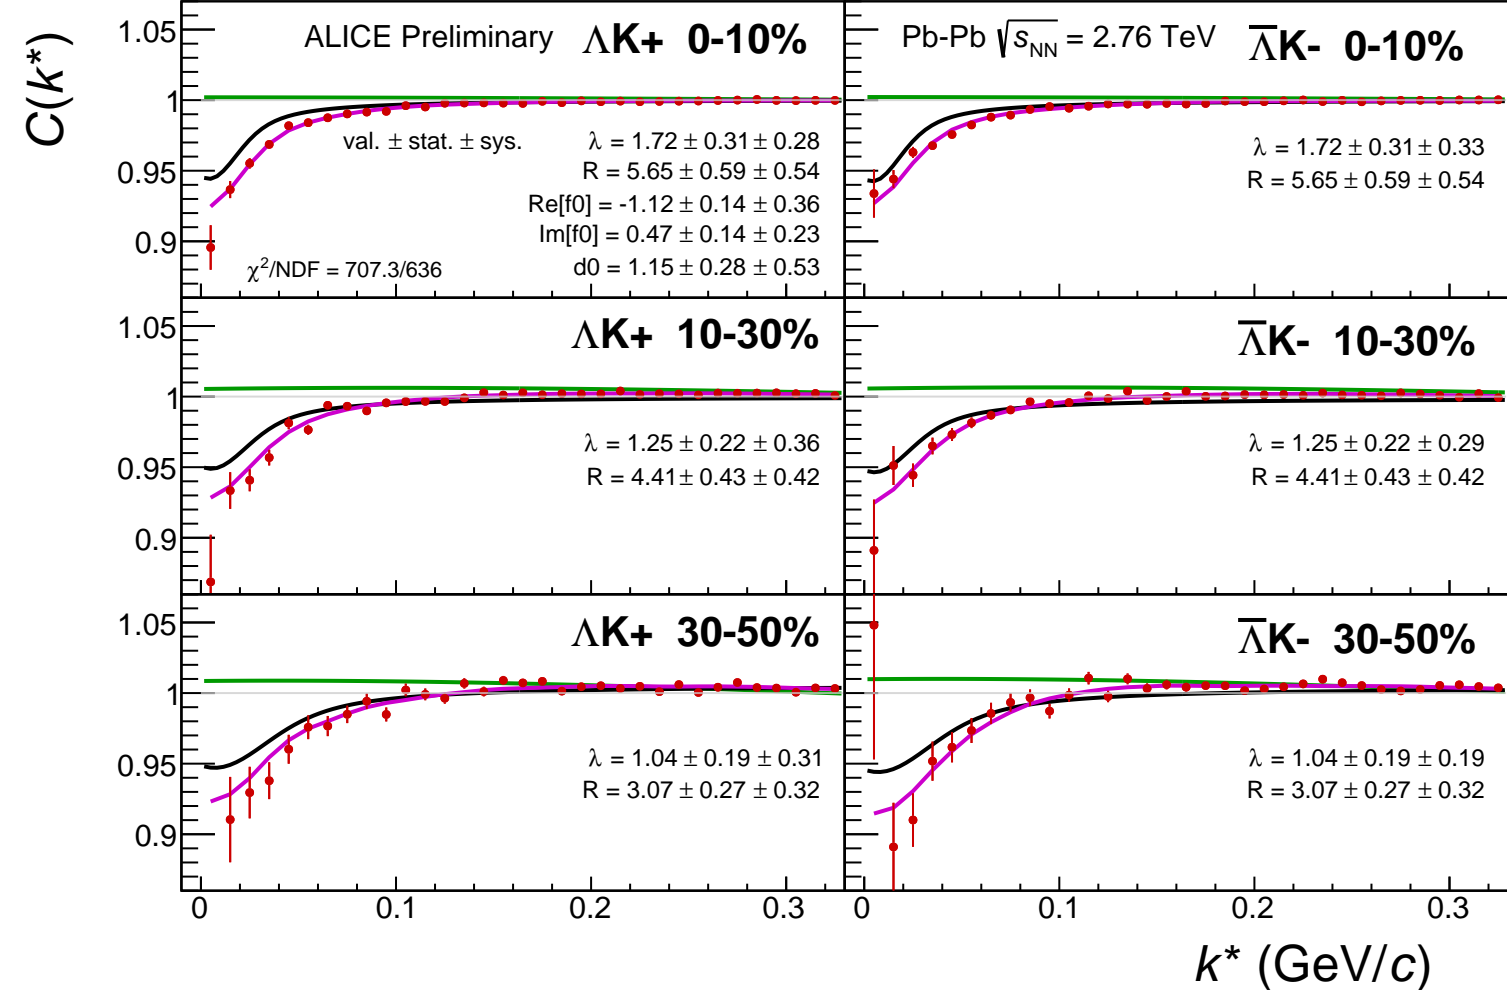 C(k*)
ALICE Preliminary ΛK+ 0-10%
1.05
1
0.95
0.9
val. ± stat. ± sys.
λ = 1.72 ± 0.31 ± 0.28
R = 5.65 ± 0.59 ± 0.54
Re[f0] = -1.12 ± 0.14 ± 0.36
Im[f0] = 0.47 ± 0.14 ± 0.23
d0 = 1.15 ± 0.28 ± 0.53
χ²/NDF = 707.3/636
Pb-Pb √s_NN = 2.76 TeV Λ̅K- 0-10%
λ = 1.72 ± 0.31 ± 0.33
R = 5.65 ± 0.59 ± 0.54
ΛK+ 10-30%
1.05
1
0.95
0.9
λ = 1.25 ± 0.22 ± 0.36
R = 4.41 ± 0.43 ± 0.42
Λ̅K- 10-30%
λ = 1.25 ± 0.22 ± 0.29
R = 4.41 ± 0.43 ± 0.42
ΛK+ 30-50%
1.05
1
0.95
0.9
λ = 1.04 ± 0.19 ± 0.31
R = 3.07 ± 0.27 ± 0.32
Λ̅K- 30-50%
λ = 1.04 ± 0.19 ± 0.19
R = 3.07 ± 0.27 ± 0.32
0 0.1 0.2 0.3
0 0.1 0.2 0.3
k* (GeV/c)